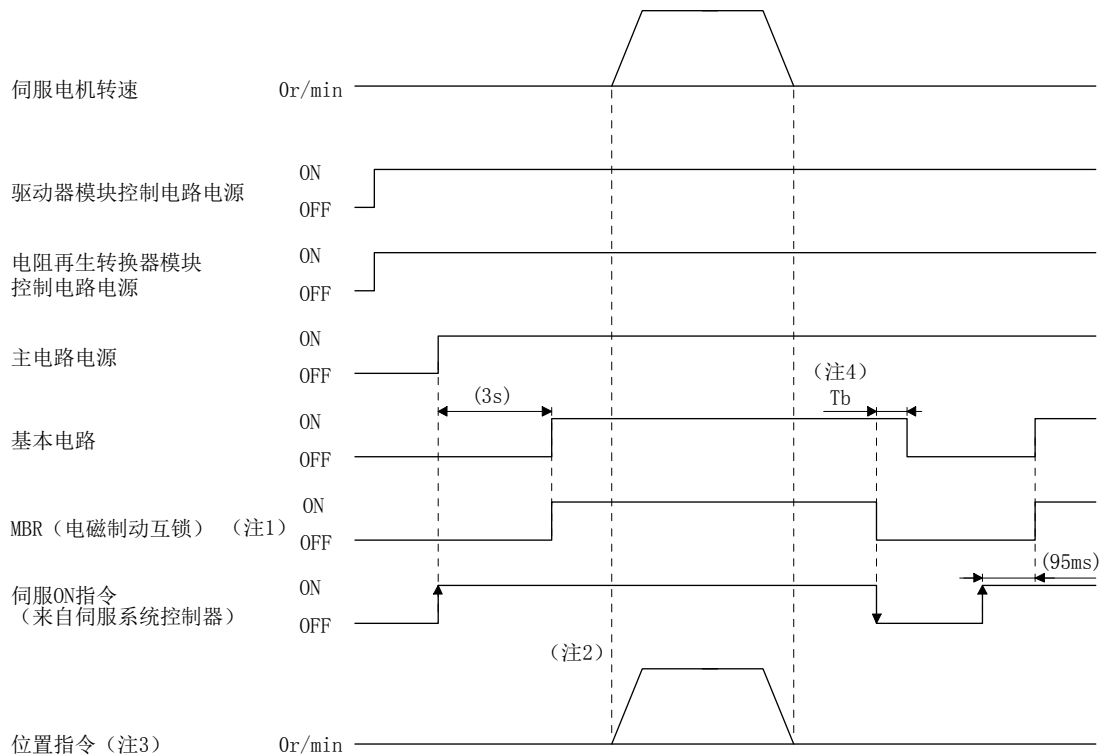 伺服电机转速 0r/min
驱动器模块控制电路电源 ON
OFF
电阻再生转换器模块
控制电路电源 ON
OFF
主电路电源 ON
OFF
(3s)
（注4）
Tb
基本电路 ON
OFF
MBR（电磁制动互锁）（注1） ON
OFF
(95ms)
伺服ON指令
（来自伺服系统控制器） ON
OFF
（注2）
位置指令（注3） 0r/min